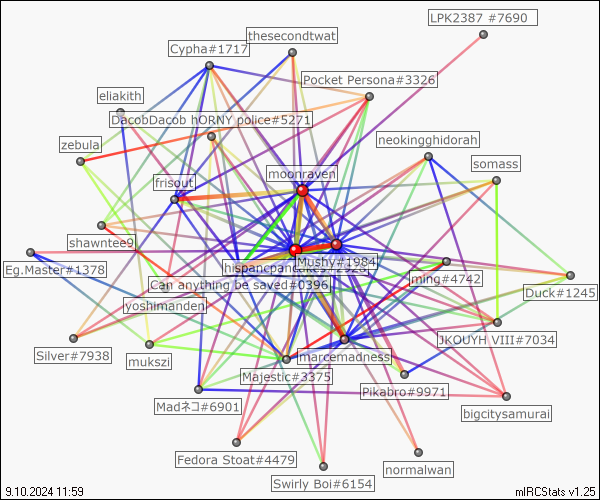 LPK2387 #7690
thesecondtwat
Cypha#1717
Pocket Persona#3326
eliakith
DacobDacob hORNY police#5271
zebula
neokingghidorah
somass
moonraven
frisout
shawntee9
Mushy#1984
Eg.Master#1378
ming#4742
Can anything be saved#0396
Duck#1245
yoshimanden
JKOUYH VIII#7034
Silver#7938
mukszi
marcemadness
Majestic#3375
Pikabro#9971
Madネコ#6901
bigcitysamurai
Fedora Stoat#4479
normalwan
Swirly Boi#6154
9.10.2024 11:59
mIRCStats v1.25